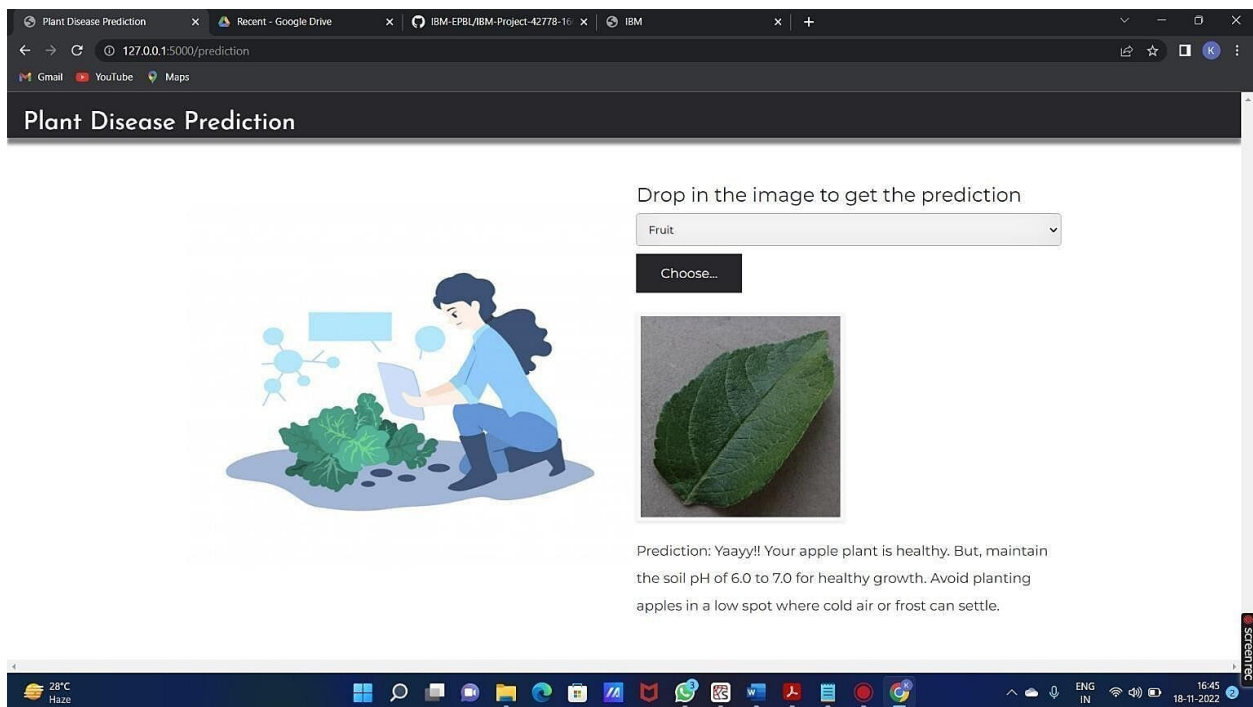 Plant Disease Prediction
Recent - Google Drive
IBM-EPBL/IBM-Project-42778-16
IBM
127.0.0.1:5000/prediction
K
Gmail
YouTube
Maps
Plant Disease Prediction
Drop in the image to get the prediction
Fruit
Choose...
Prediction: Yaayy!! Your apple plant is healthy. But, maintain
the soil pH of 6.0 to 7.0 for healthy growth. Avoid planting
apples in a low spot where cold air or frost can settle.
screenrec
28°C
Haze
3
ENG
IN
16:45
18-11-2022
2